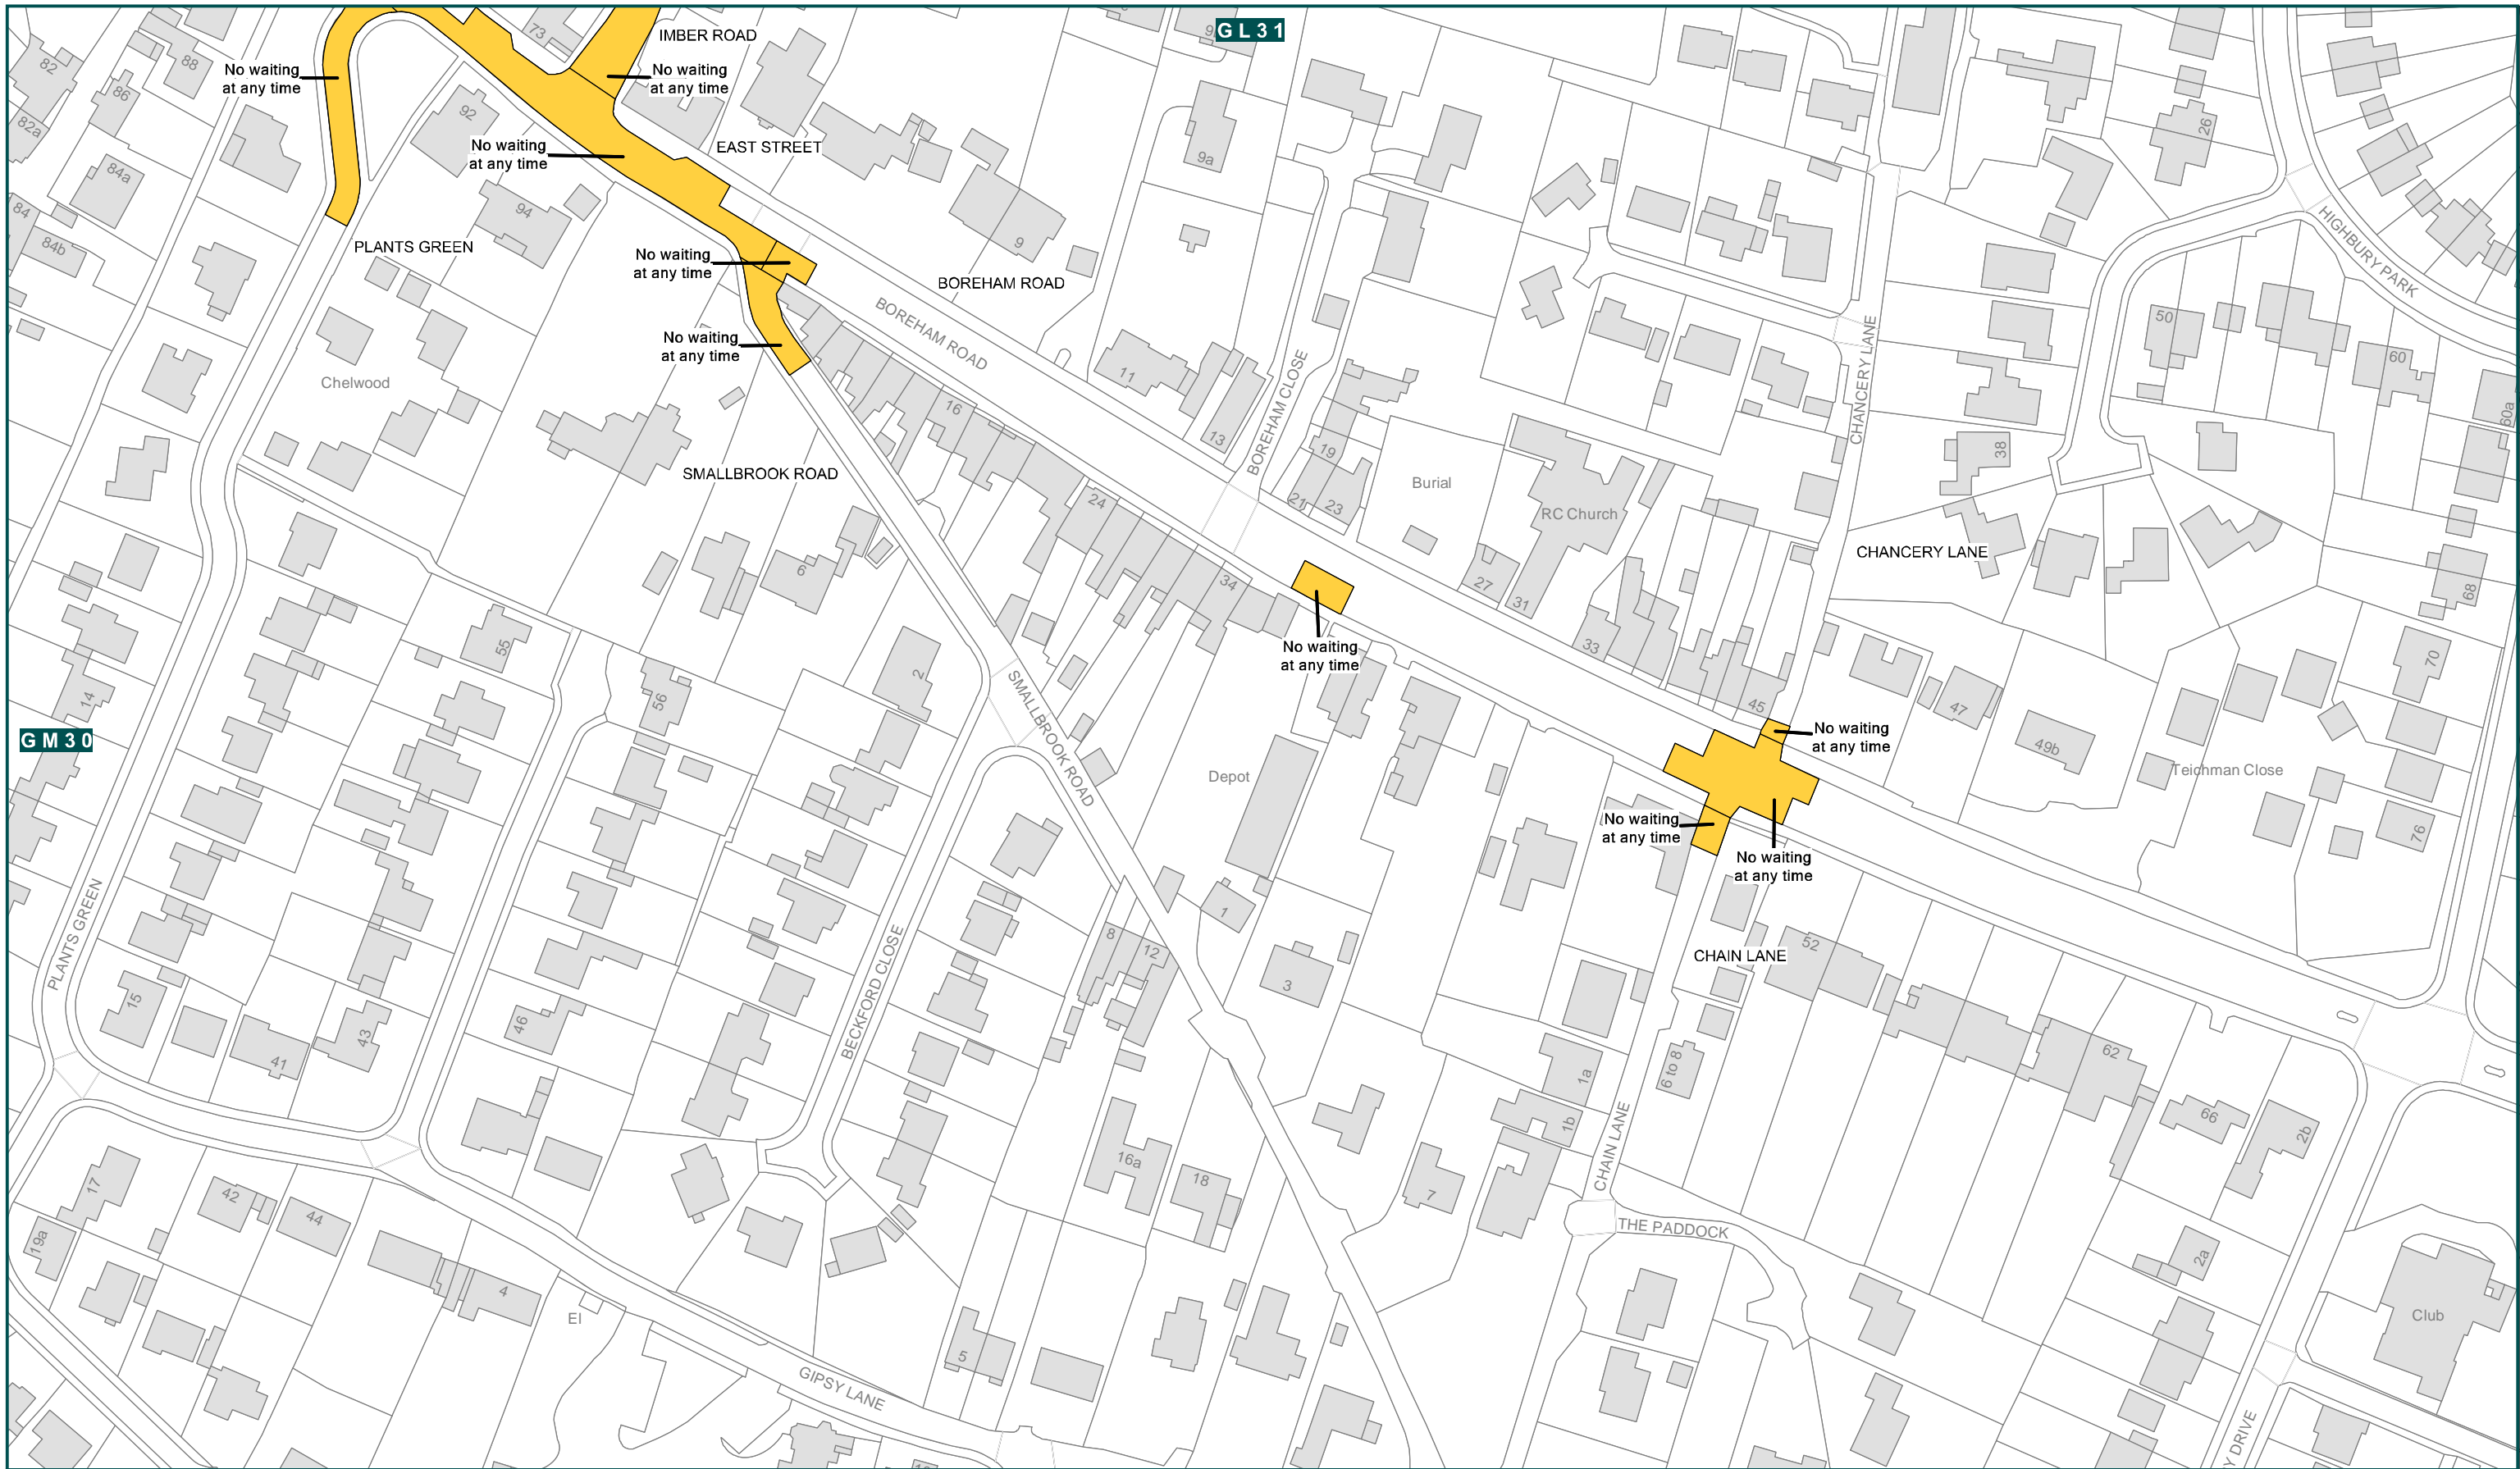 GL31
IMBER ROAD
73
82
88
86
82a
No waiting
at any time
No waiting
at any time
92
No waiting
at any time
EAST STREET
9a
26
84a
84
84b
94
PLANTS GREEN
9
HIGHBURY PARK
No waiting
at any time
BOREHAM ROAD
BOREHAM ROAD
No waiting
at any time
50
60
60a
Chelwood
11
16
13
BOREHAM CLOSE
CHANCERY LANE
19
21
23
38
SMALLBROOK ROAD
Burial
RC Church
24
CHANCERY LANE
6
34
27
31
33
68
No waiting
at any time
55
2
56
14
SMALLBROOK ROAD
45
47
70
49b
No waiting
at any time
GM30
Depot
Teichman Close
76
No waiting
at any time
No waiting
at any time
PLANTS GREEN
1
8
12
3
CHAIN LANE
52
BECKFORD CLOSE
15
41
43
46
1a
6 to 8
62
1b
66
2b
17
42
44
16a
18
7
CHAIN LANE
THE PADDOCK
19a
4
El
5
2a
Club
GIPSY LANE
Y DRIVE